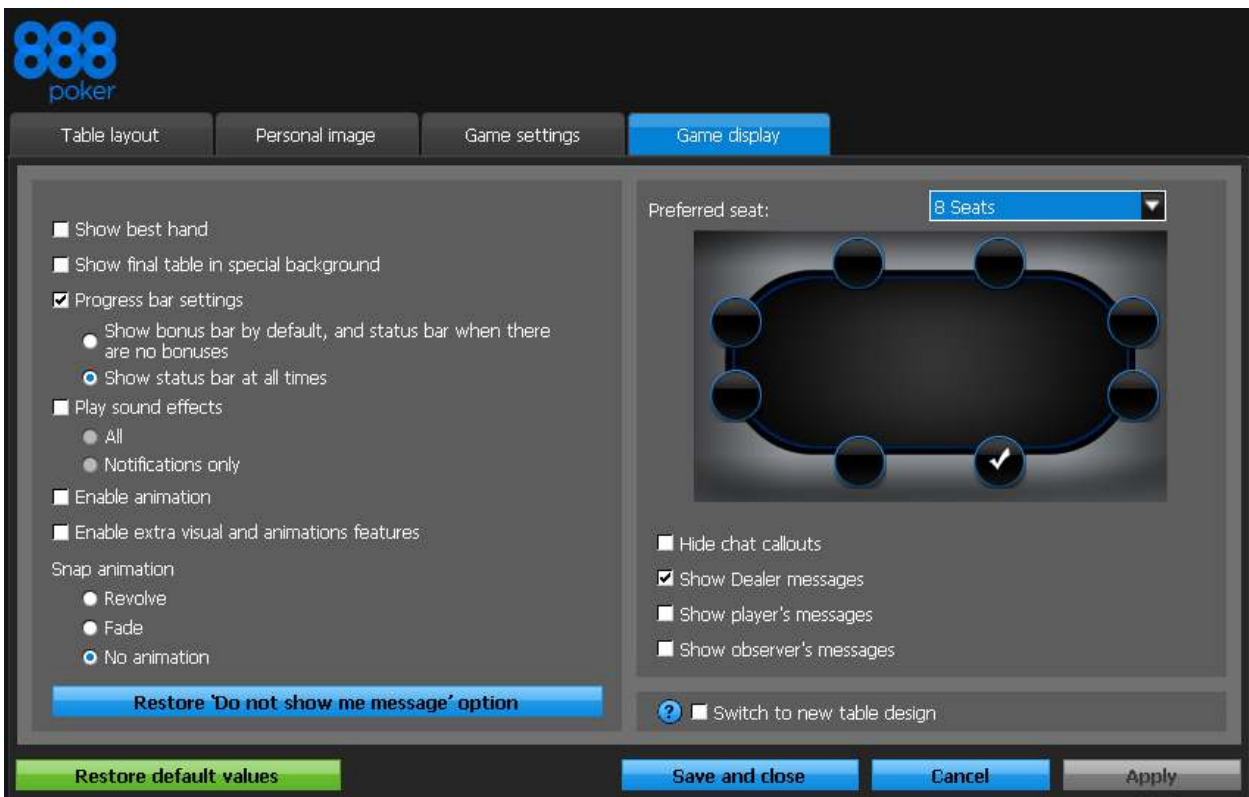 888
poker
Table layout
Personal image
Game settings
Game display
Show best hand
Show final table in special background
Progress bar settings
Show bonus bar by default, and status bar when there
are no bonuses
Show status bar at all times
Play sound effects
All
Notifications only
Enable animation
Enable extra visual and animations features
Snap animation
Revolve
Fade
No animation
Restore 'Do not show me message' option
Preferred seat:
8 Seats
Hide chat callouts
Show Dealer messages
Show player's messages
Show observer's messages
? Switch to new table design
Restore default values
Save and close
Cancel
Apply